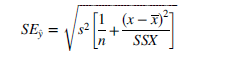 SE_ŷ = √(s² [1/n + (x − x̅)²/SSX])